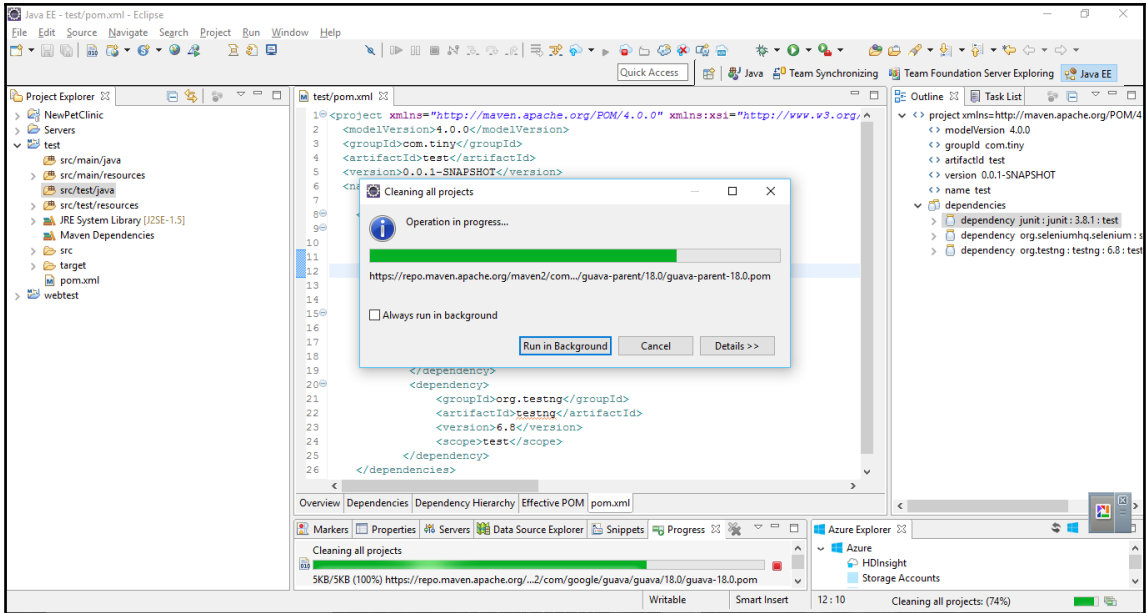 Java EE - test/pom.xml - Eclipse
File Edit Source Navigate Search Project Run Window Help
Quick Access Java Team Synchronizing Team Foundation Server Exploring Java EE
Project Explorer
NewPetClinic
Servers
test
src/main/java
src/main/resources
src/test/java
src/test/resources
JRE System Library [J2SE-1.5]
Maven Dependencies
src
target
pom.xml
webtest
test/pom.xml
1 <project xmlns="http://maven.apache.org/POM/4.0.0" xmlns:xsi="http://www.w3.org/
2 <modelVersion>4.0.0</modelVersion>
3 <groupId>com.tiny</groupId>
4 <artifactId>test</artifactId>
5 <version>0.0.1-SNAPSHOT</version>
6 <na
7
8 <
9
10
11
12
13
14
15
16
17
18
19 </dependency>
20 <dependency>
21 <groupId>org.testng</groupId>
22 <artifactId>testng</artifactId>
23 <version>6.8</version>
24 <scope>test</scope>
25 </dependency>
26 </dependencies>
Cleaning all projects
Operation in progress...
https://repo.maven.apache.org/maven2/com.../guava-parent/18.0/guava-parent-18.0.pom
Always run in background
Run in Background Cancel Details >>
Overview Dependencies Dependency Hierarchy Effective POM pom.xml
Outline Task List
project xmlns=http://maven.apache.org/POM/4
modelVersion 4.0.0
groupId com.tiny
artifactId test
version 0.0.1-SNAPSHOT
name test
dependencies
dependency junit : junit : 3.8.1 : test
dependency org.seleniumhq.selenium : s
dependency org.testng : testng : 6.8 : test
Markers Properties Servers Data Source Explorer Snippets Progress
Cleaning all projects
5KB/5KB (100%) https://repo.maven.apache.org/...2/com/google/guava/guava/18.0/guava-18.0.pom
Azure Explorer
Azure
HDInsight
Storage Accounts
Writable Smart Insert 12 : 10 Cleaning all projects: (74%)